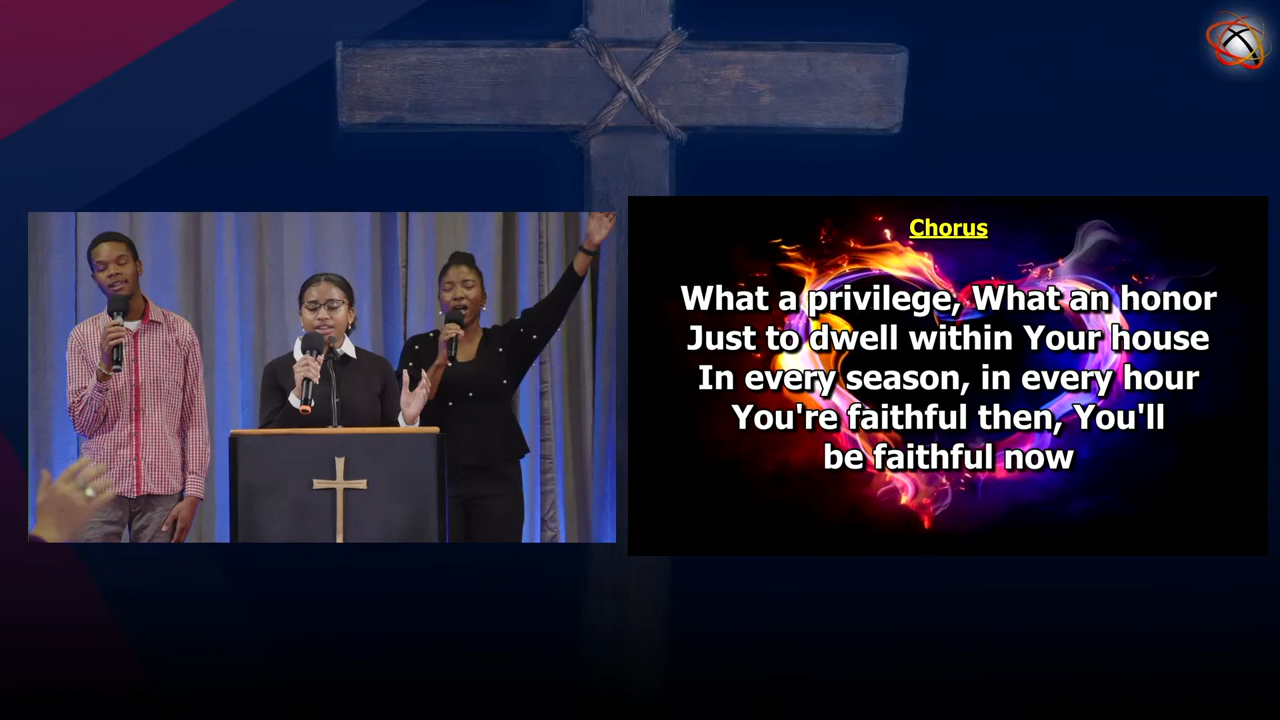 Chorus
What a privilege, What an honor
Just to dwell within Your house
In every season, in every hour
You're faithful then, You'll
be faithful now